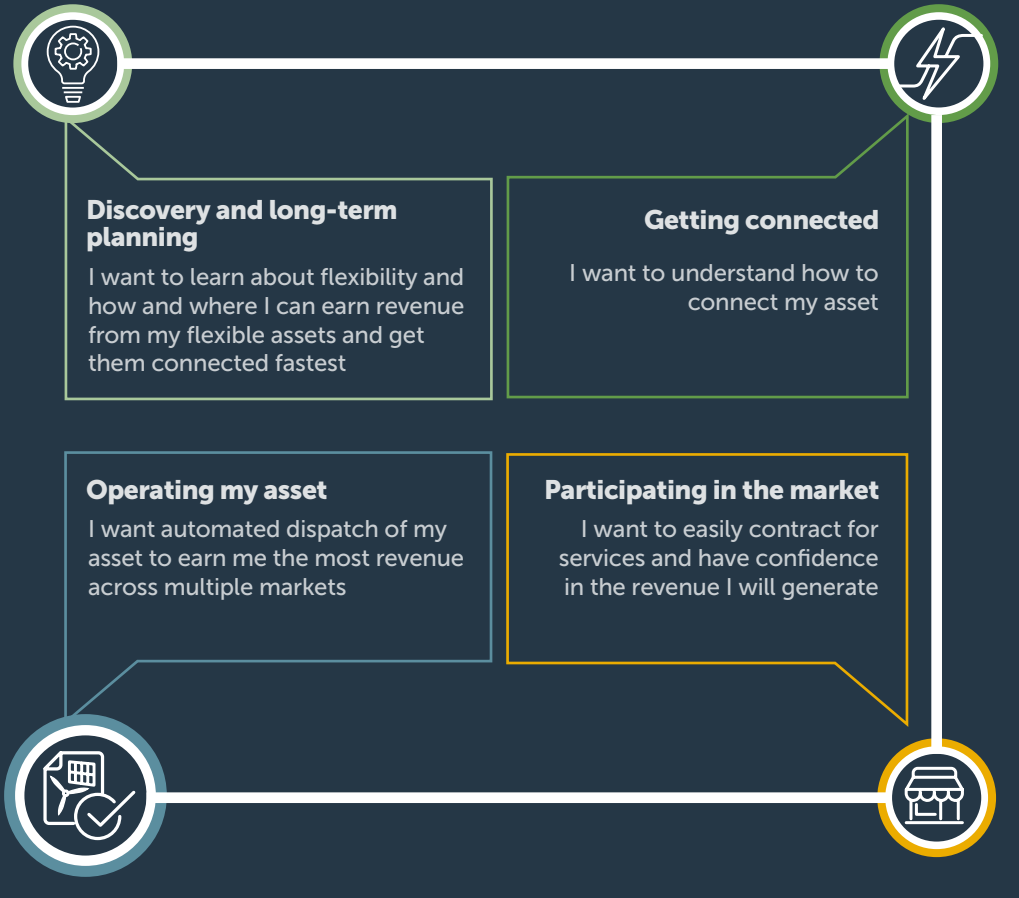 Discovery and long-term
planning
I want to learn about flexibility and
how and where I can earn revenue
from my flexible assets and get
them connected fastest
Getting connected
I want to understand how to
connect my asset
Operating my asset
I want automated dispatch of my
asset to earn me the most revenue
across multiple markets
Participating in the market
I want to easily contract for
services and have confidence
in the revenue I will generate